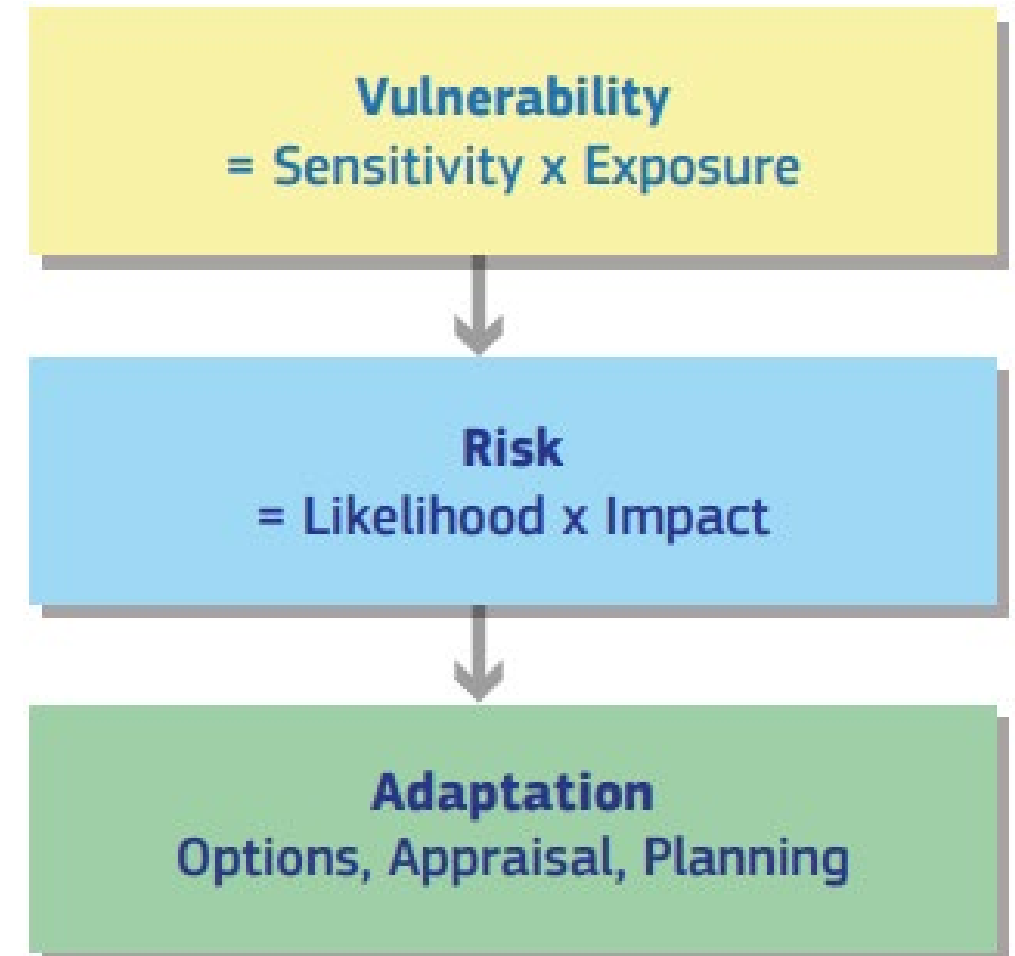 Vulnerability
= Sensitivity x Exposure
Risk
= Likelihood x Impact
Adaptation
Options, Appraisal, Planning